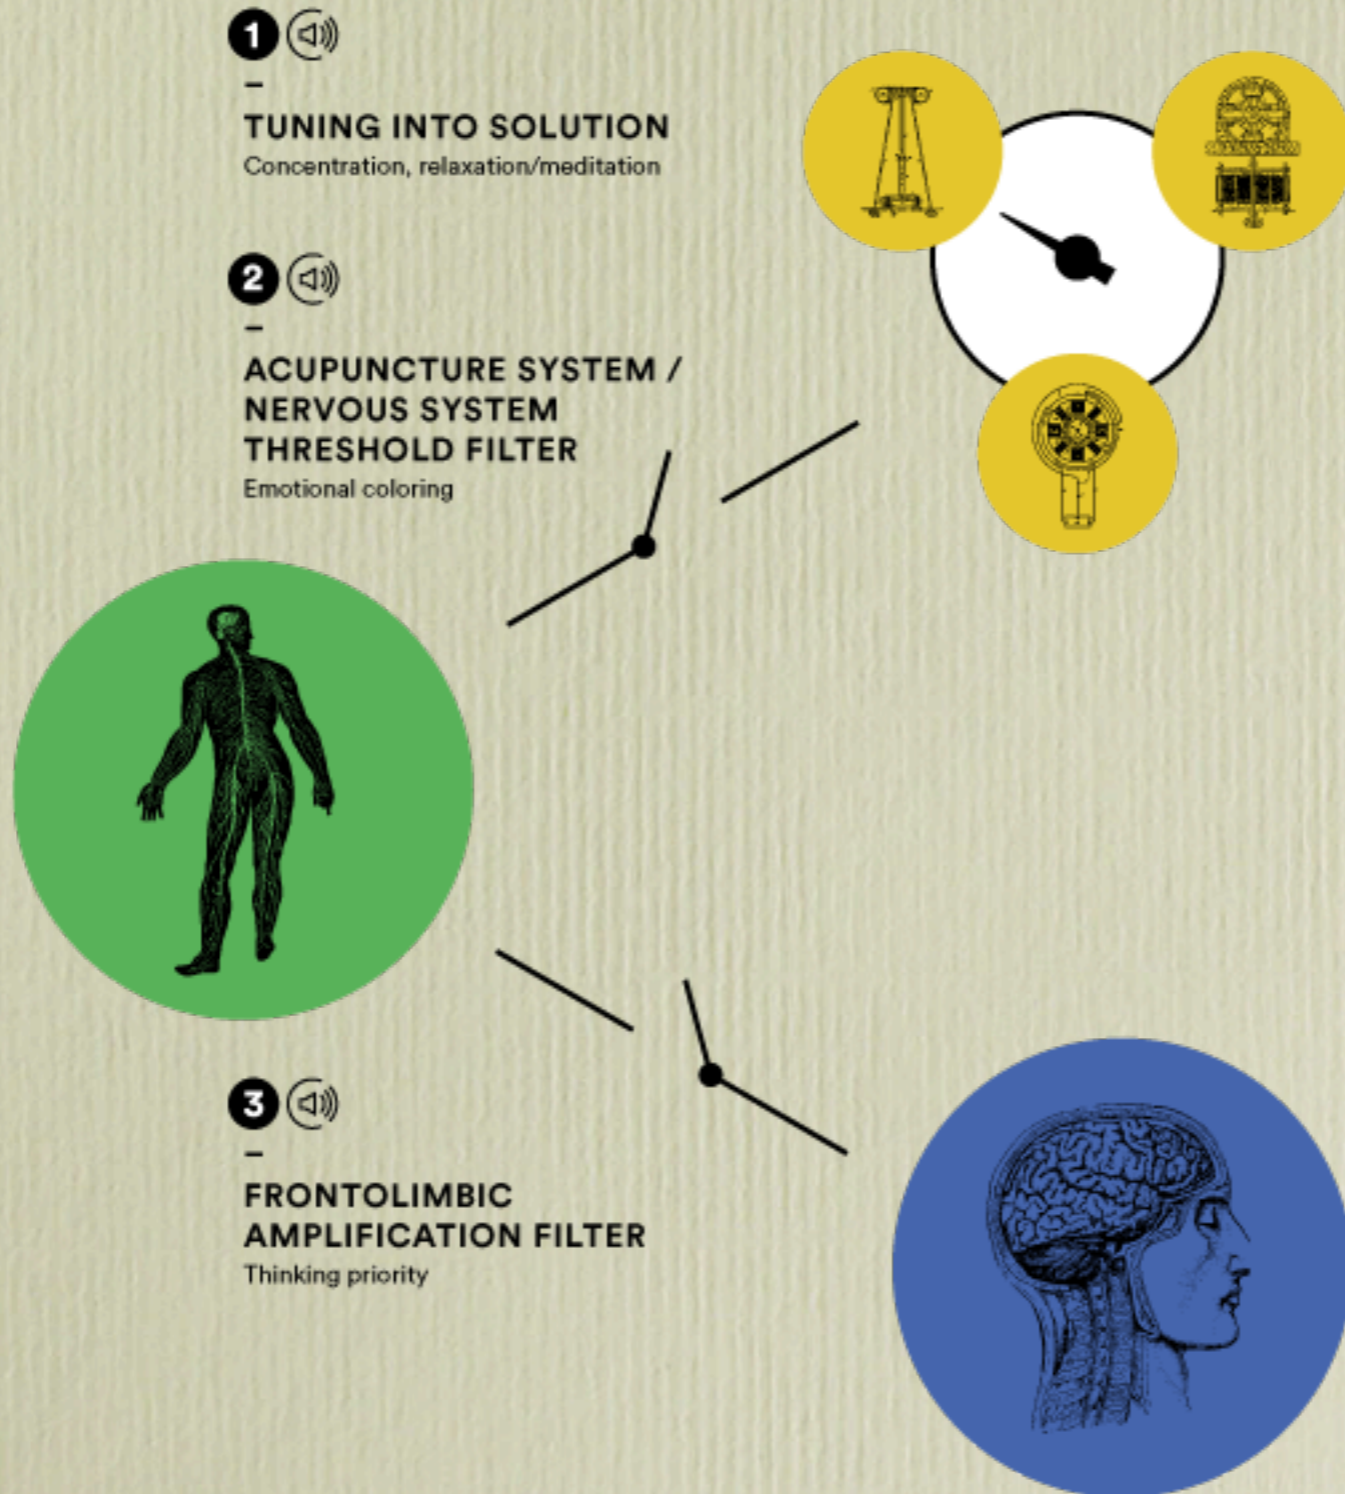 1
–
TUNING INTO SOLUTION
Concentration, relaxation/meditation
2
–
ACUPUNCTURE SYSTEM /
NERVOUS SYSTEM
THRESHOLD FILTER
Emotional coloring
3
–
FRONTOLIMBIC
AMPLIFICATION FILTER
Thinking priority